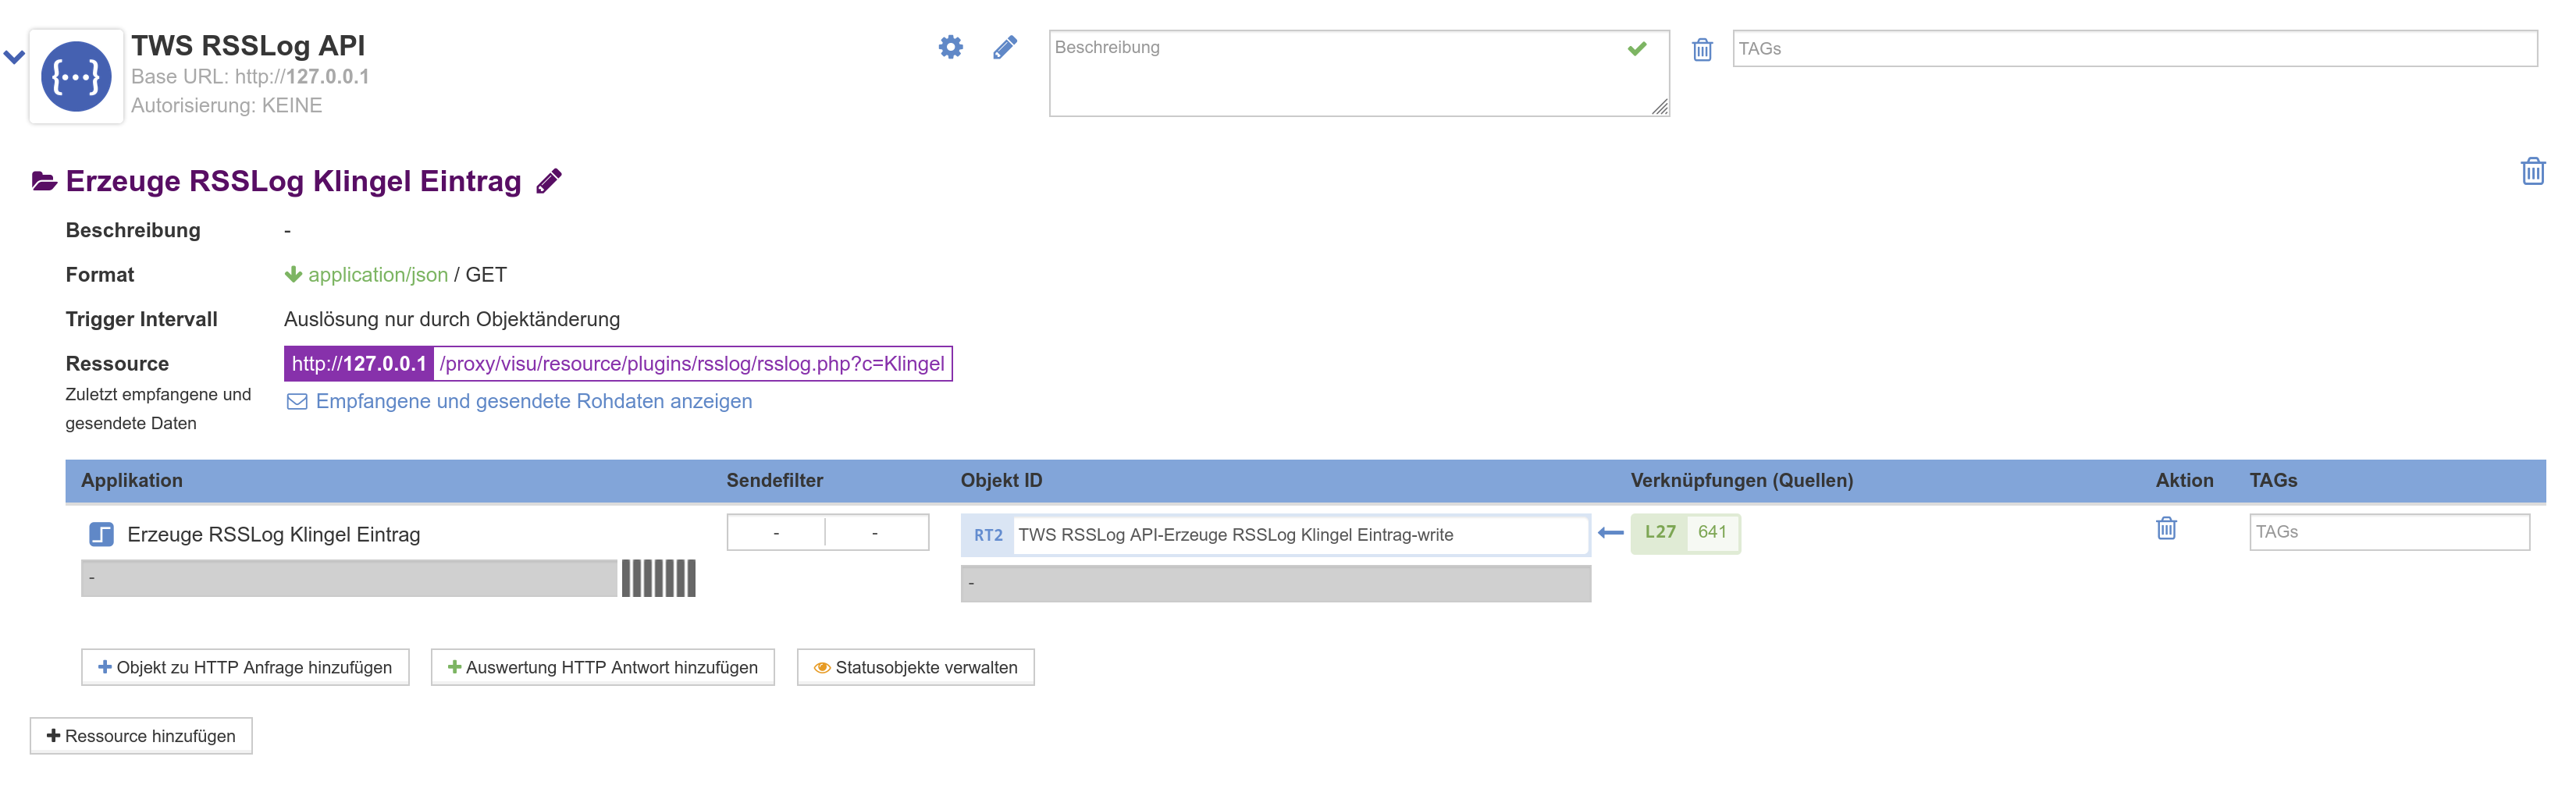 TWS RSSLog API
Base URL: http://127.0.0.1
Autorisierung: KEINE
Beschreibung
TAGs
Erzeuge RSSLog Klingel Eintrag
Beschreibung -
Format application/json / GET
Trigger Intervall Auslösung nur durch Objektänderung
Ressource http://127.0.0.1 /proxy/visu/resource/plugins/rsslog/rsslog.php?c=Klingel
Zuletzt empfangene und
gesendete Daten
Empfangene und gesendete Rohdaten anzeigen
Applikation Sendefilter Objekt ID Verknüpfungen (Quellen) Aktion TAGs
Erzeuge RSSLog Klingel Eintrag - - RT2 TWS RSSLog API-Erzeuge RSSLog Klingel Eintrag-write L27 641 TAGs
- -
Objekt zu HTTP Anfrage hinzufügen Auswertung HTTP Antwort hinzufügen Statusobjekte verwalten
Ressource hinzufügen